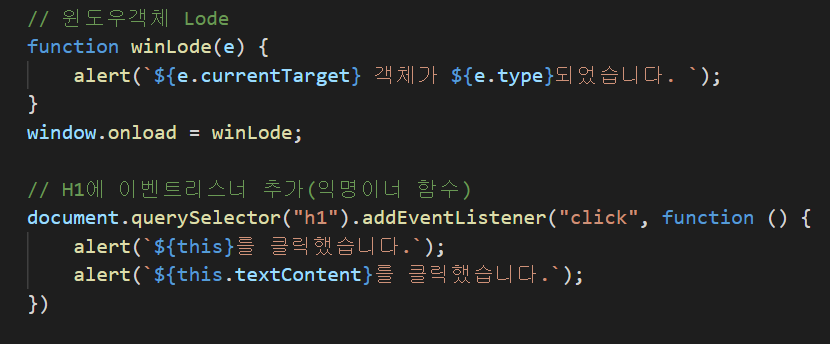 // 윈도우객체 Lode
function winLode(e) {
    alert(`${e.currentTarget} 객체가 ${e.type}되었습니다. `);
}
window.onload = winLode;
// H1에 이벤트리스너 추가(익명이너 함수)
document.querySelector("h1").addEventListener("click", function () {
    alert(`${this}를 클릭했습니다.`);
    alert(`${this.textContent}를 클릭했습니다.`);
})